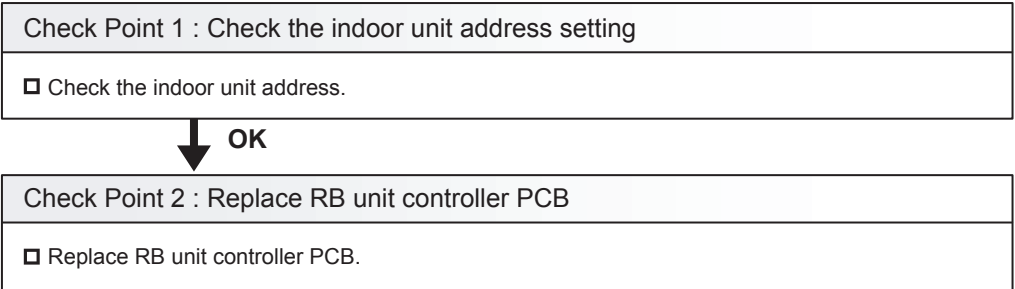 Check Point 1 : Check the indoor unit address setting
Check the indoor unit address.
OK
Check Point 2 : Replace RB unit controller PCB
Replace RB unit controller PCB.